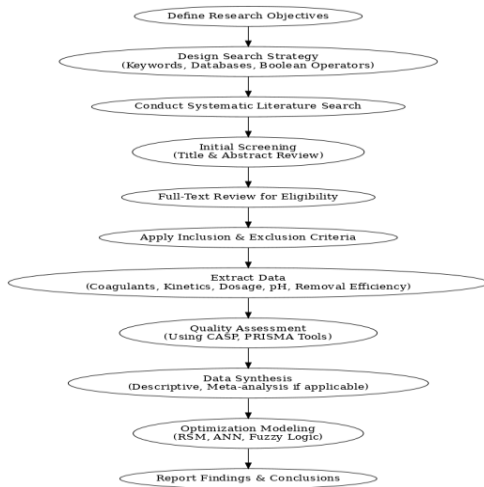 Define Research Objectives
Design Search Strategy
(Keywords, Databases, Boolean Operators)
Conduct Systematic Literature Search
Initial Screening
(Title & Abstract Review)
Full-Text Review for Eligibility
Apply Inclusion & Exclusion Criteria
Extract Data
(Coagulants, Kinetics, Dosage, pH, Removal Efficiency)
Quality Assessment
(Using CASP, PRISMA Tools)
Data Synthesis
(Descriptive, Meta-analysis if applicable)
Optimization Modeling
(RSM, ANN, Fuzzy Logic)
Report Findings & Conclusions